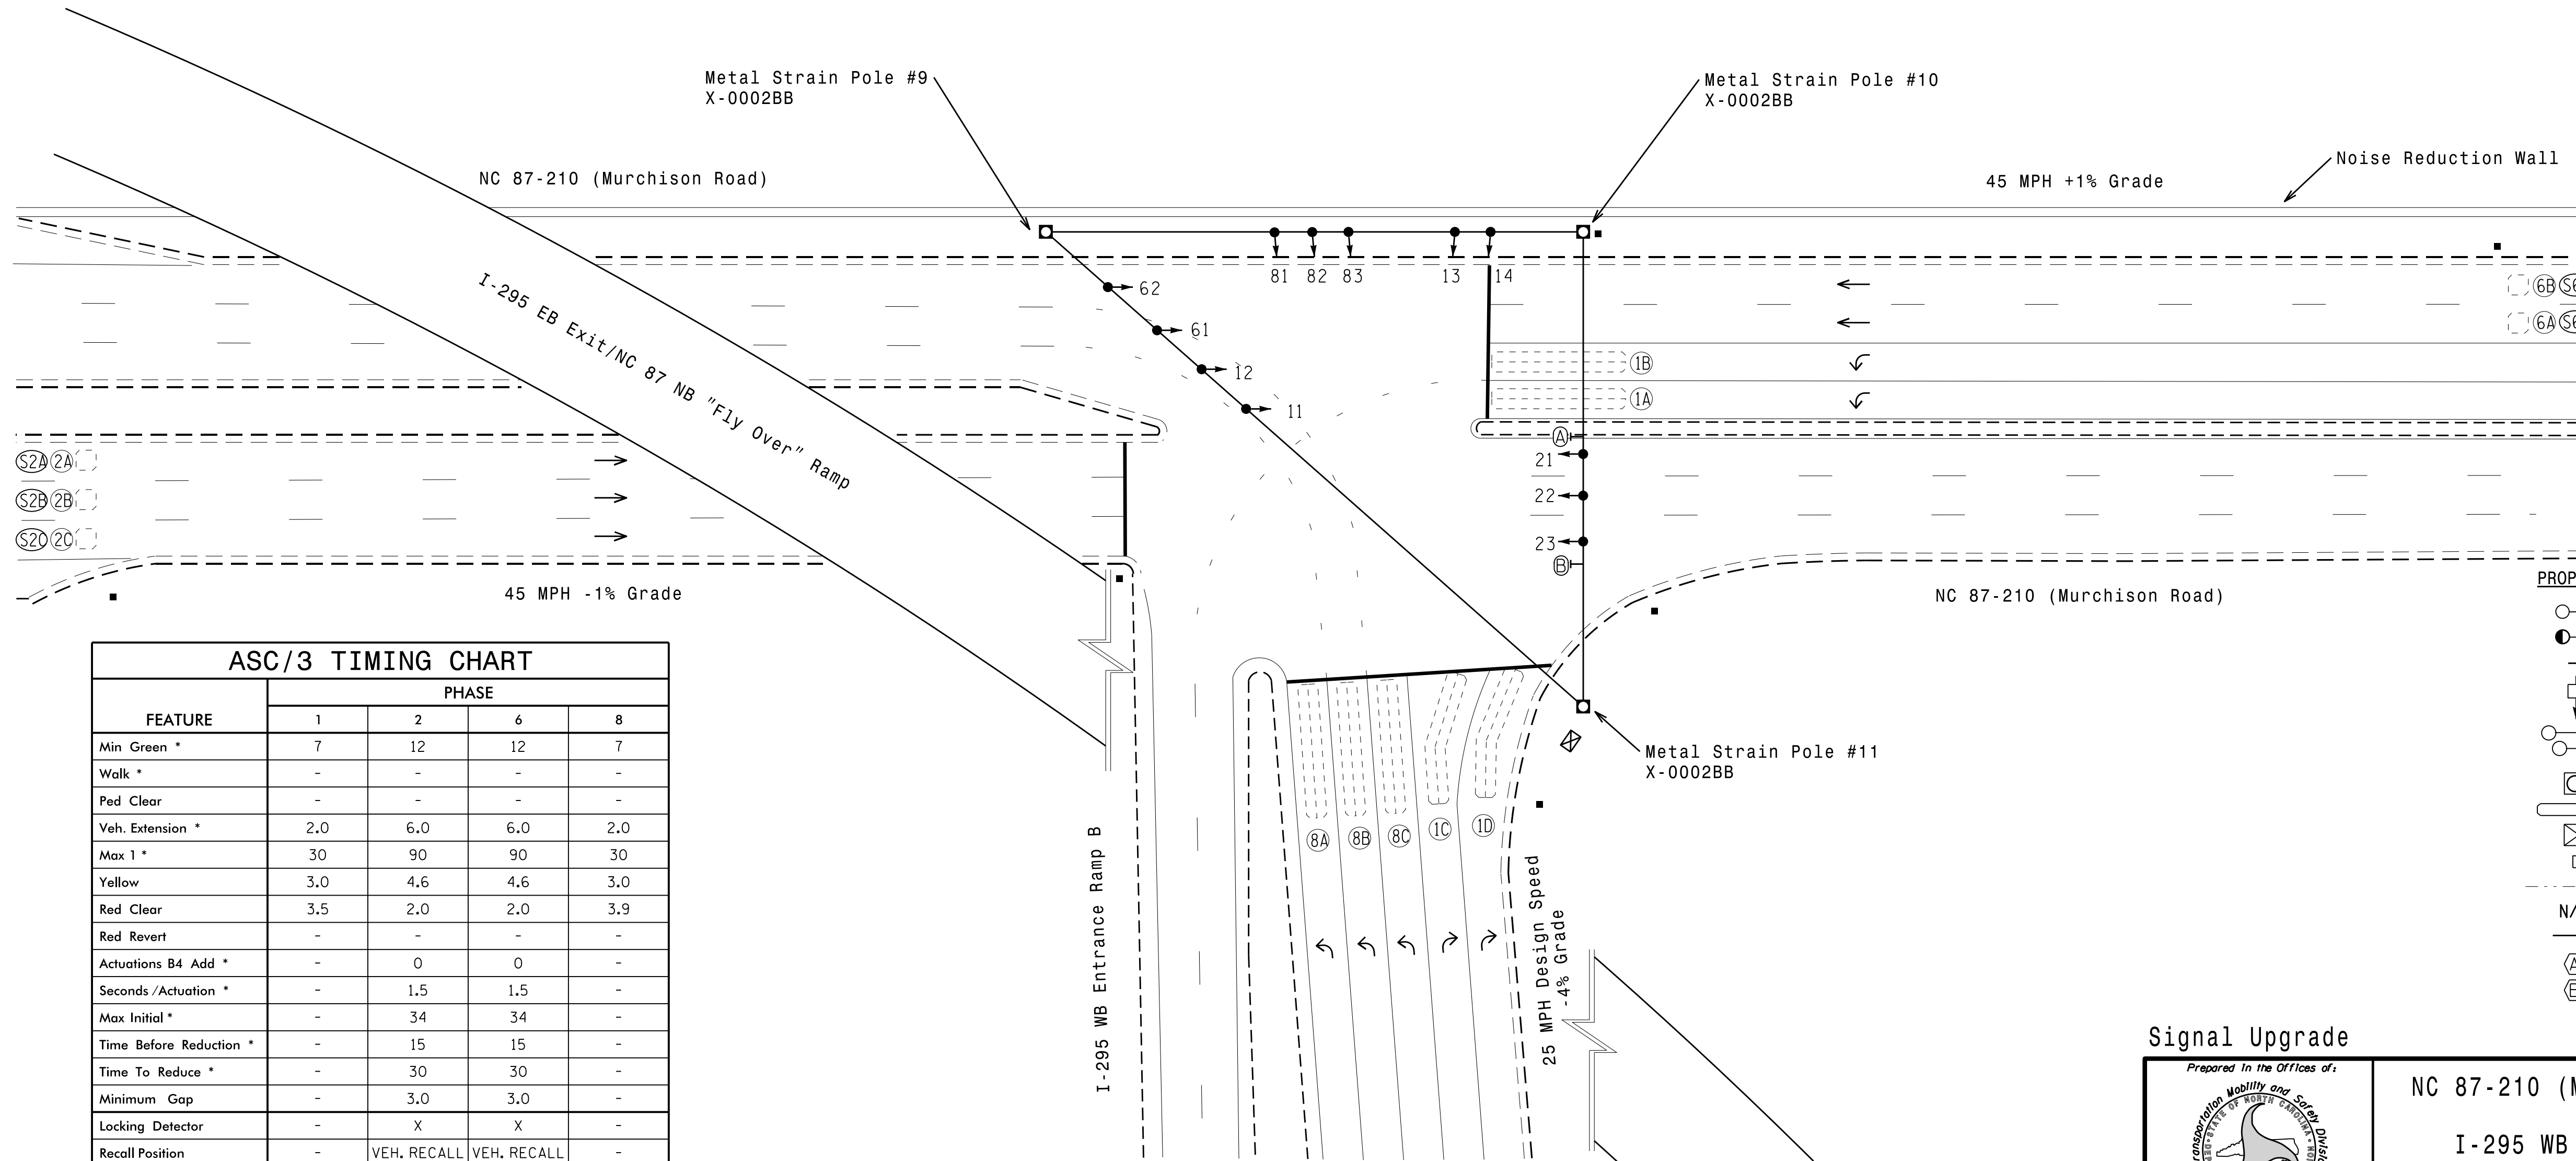 Metal Strain Pole #9
X-0002BB
Metal Strain Pole #10
X-0002BB
Noise Reduction Wall
NC 87-210 (Murchison Road)
45 MPH +1% Grade
81 82 83 13 14
62
61
12
11
6B
6A
1B
1A
I-295 EB Exit/NC 87 NB "Fly Over" Ramp
A
21
22
23
B
S2A 2A
S2B 2B
S2C 2C
45 MPH -1% Grade
NC 87-210 (Murchison Road)
Metal Strain Pole #11
X-0002BB
8A 8B 8C 1C 1D
I-295 WB Entrance Ramp B
25 MPH Design Speed
-4% Grade
ASC/3 TIMING CHART
FEATURE PHASE
1 2 6 8
Min Green * 7 12 12 7
Walk * - - - -
Ped Clear - - - -
Veh. Extension * 2.0 6.0 6.0 2.0
Max 1 * 30 90 90 30
Yellow 3.0 4.6 4.6 3.0
Red Clear 3.5 2.0 2.0 3.9
Red Revert - - - -
Actuations B4 Add * - 0 0 -
Seconds /Actuation * - 1.5 1.5 -
Max Initial * - 34 34 -
Time Before Reduction * - 15 15 -
Time To Reduce * - 30 30 -
Minimum Gap - 3.0 3.0 -
Locking Detector - X X -
Recall Position - VEH. RECALL VEH. RECALL -
PROP
N/
Signal Upgrade
Prepared in the Offices of:
Mobility and Safety
STATE OF NORTH CAROLINA
NC 87-210 (M
I-295 WB